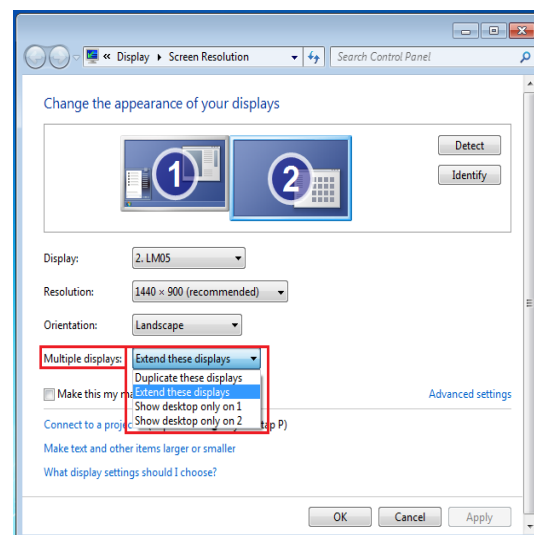 « Display ▸ Screen Resolution Search Control Panel
Change the appearance of your displays
1 2
Detect
Identify
Display: 2. LM05
Resolution: 1440 × 900 (recommended)
Orientation: Landscape
Multiple displays: Extend these displays
Duplicate these displays
Extend these displays
Show desktop only on 1
Show desktop only on 2
Make this my Advanced settings
Connect to a tap P)
Make text and other items larger or smaller
What display settings should I choose?
OK Cancel Apply